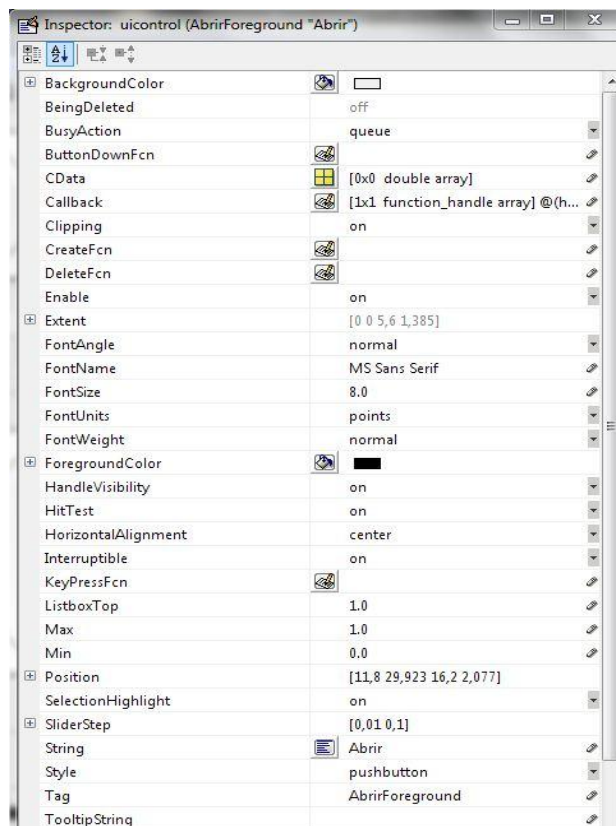 Inspector: uicontrol (AbrirForeground "Abrir")
BackgroundColor
BeingDeleted off
BusyAction queue
ButtonDownFcn
CData [0x0 double array]
Callback [1x1 function_handle array] @(h...
Clipping on
CreateFcn
DeleteFcn
Enable on
Extent [0 0 5,6 1,385]
FontAngle normal
FontName MS Sans Serif
FontSize 8.0
FontUnits points
FontWeight normal
ForegroundColor
HandleVisibility on
HitTest on
HorizontalAlignment center
Interruptible on
KeyPressFcn
ListboxTop 1.0
Max 1.0
Min 0.0
Position [11,8 29,923 16,2 2,077]
SelectionHighlight on
SliderStep [0,01 0,1]
String Abrir
Style pushbutton
Tag AbrirForeground
TooltipString